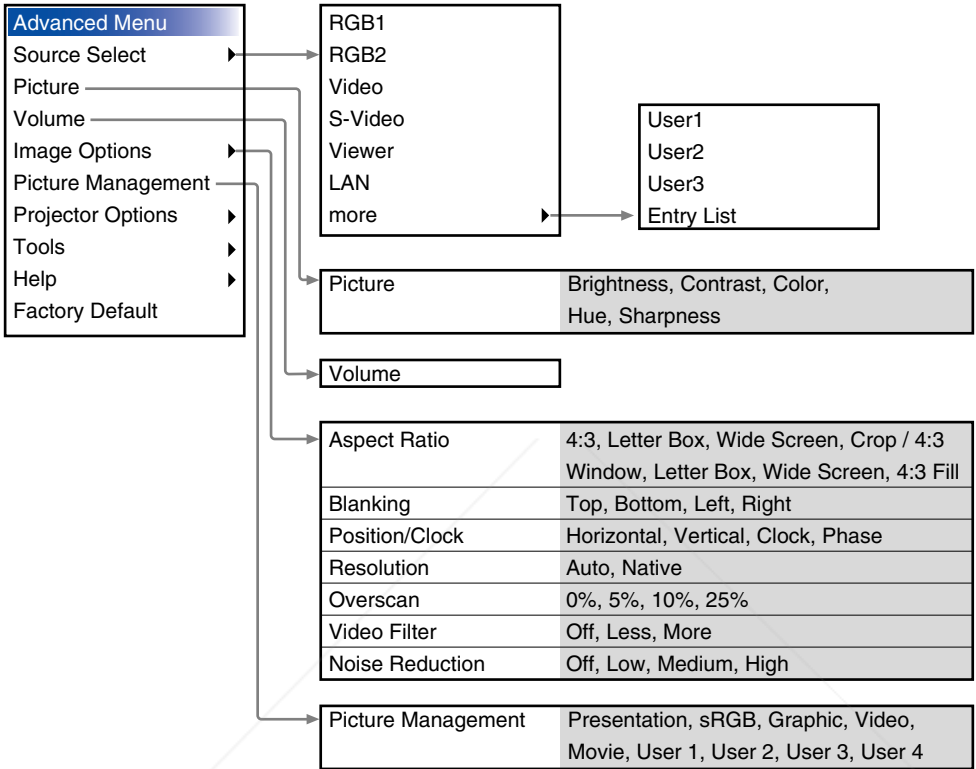 Advanced Menu
Source Select
Picture
Volume
Image Options
Picture Management
Projector Options
Tools
Help
Factory Default
RGB1
RGB2
Video
S-Video
Viewer
LAN
more
User1
User2
User3
Entry List
Picture Brightness, Contrast, Color,
Hue, Sharpness
Volume
Aspect Ratio 4:3, Letter Box, Wide Screen, Crop / 4:3
Window, Letter Box, Wide Screen, 4:3 Fill
Blanking Top, Bottom, Left, Right
Position/Clock Horizontal, Vertical, Clock, Phase
Resolution Auto, Native
Overscan 0%, 5%, 10%, 25%
Video Filter Off, Less, More
Noise Reduction Off, Low, Medium, High
Picture Management Presentation, sRGB, Graphic, Video,
Movie, User 1, User 2, User 3, User 4